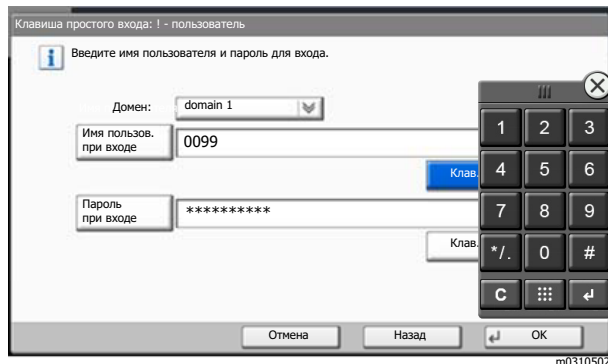 Клавиша простого входа: ! - пользователь
Введите имя пользователя и пароль для входа.
Домен:
domain 1
Имя пользов.
при входе
0099
Клав.
Пароль
при входе
**********
Клав.
1 2 3
4 5 6
7 8 9
*/. 0 #
C
Отмена
Назад
OK
m0310502